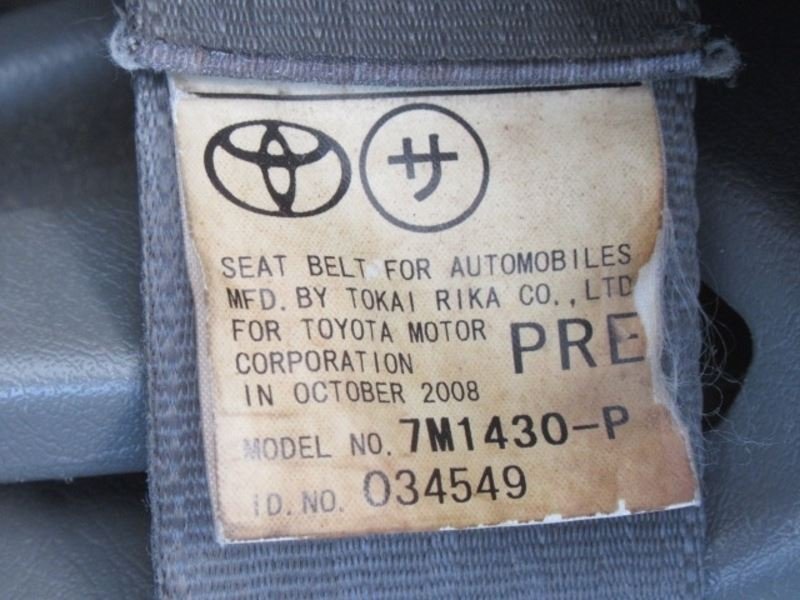 サ
SEAT BELT FOR AUTOMOBILES
MFD. BY TOKAI RIKA CO., LTD
FOR TOYOTA MOTOR
CORPORATION
PRE
IN OCTOBER 2008
MODEL NO. 7M1430-P
ID. NO. 034549